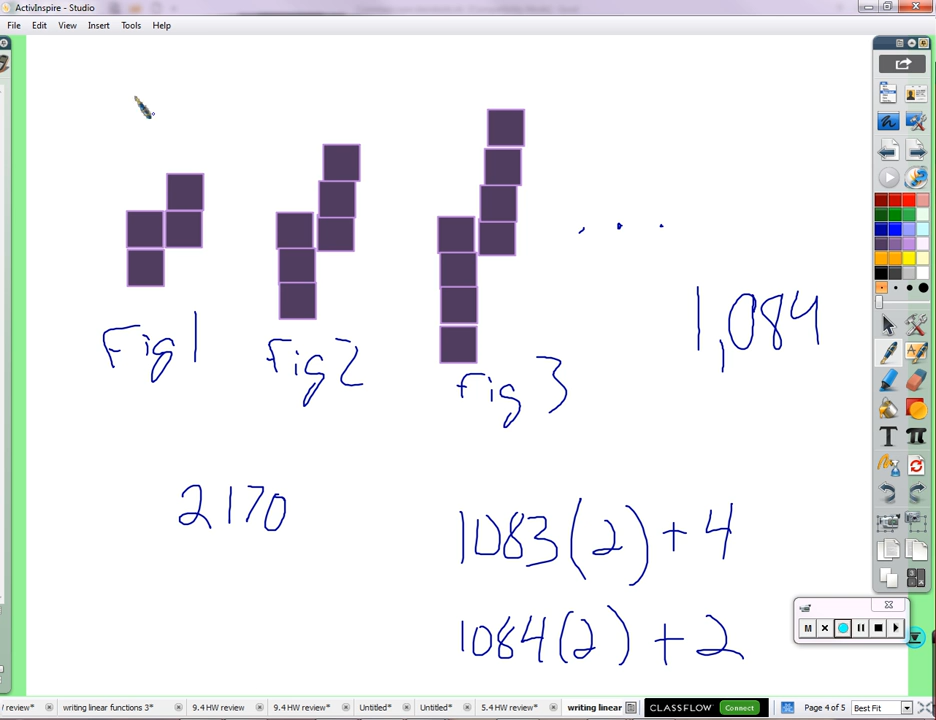 ActivInspire - Studio
File Edit View Insert Tools Help
1,084
Fig 1
Fig 2
Fig 3
2170
1083(2) + 4
1084(2) + 2
M
/ review* writing linear functions 3* 9.4 HW review 9.4 HW review* Untitled* Untitled* 5.4 HW review* writing linear CLASSFLOW Connect Page 4 of 5 Best Fit